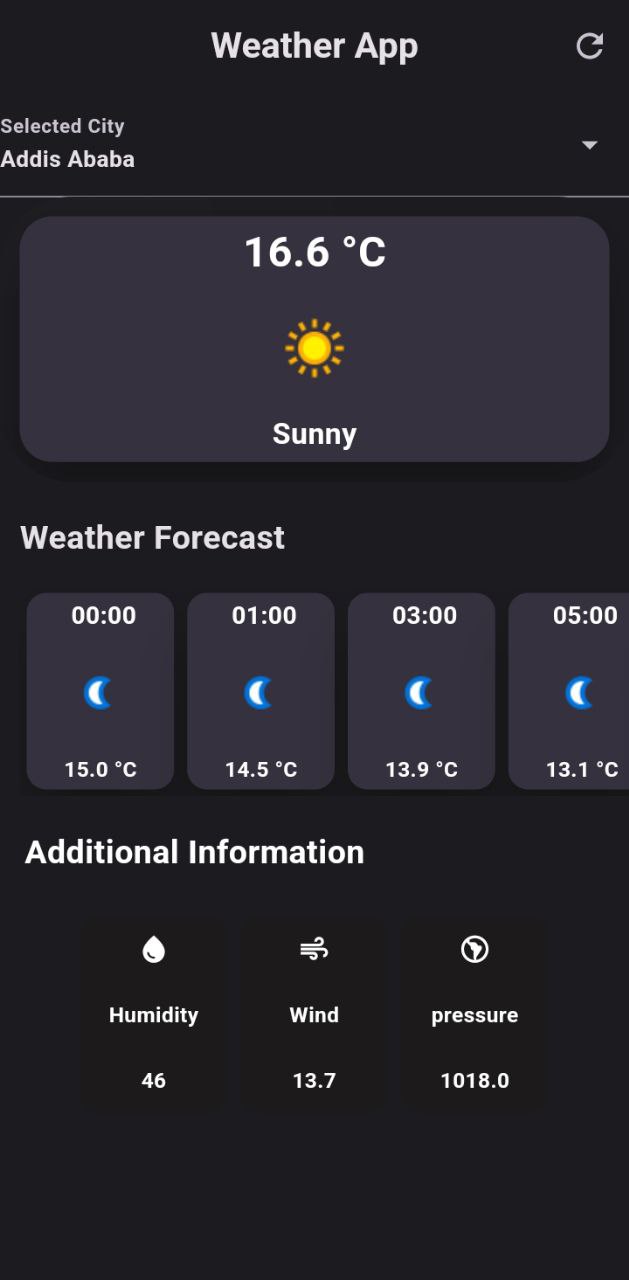 Weather App
Selected City
Addis Ababa
16.6 °C
Sunny
Weather Forecast
00:00 01:00 03:00 05:00
15.0 °C 14.5 °C 13.9 °C 13.1 °C
Additional Information
Humidity Wind pressure
46 13.7 1018.0